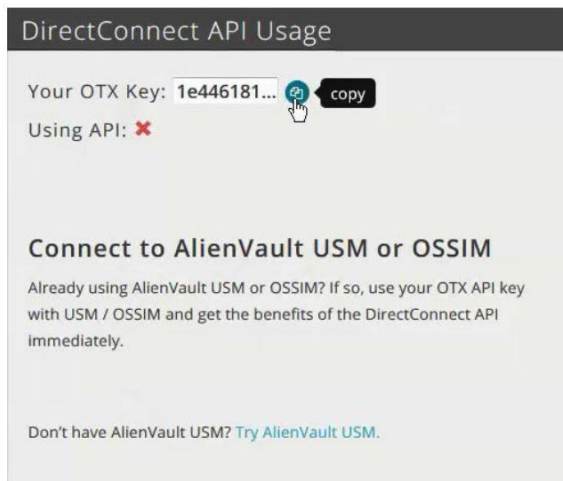 DirectConnect API Usage
Your OTX Key: 1e446181... copy
Using API:
Connect to AlienVault USM or OSSIM
Already using AlienVault USM or OSSIM? If so, use your OTX API key
with USM / OSSIM and get the benefits of the DirectConnect API
immediately.
Don't have AlienVault USM? Try AlienVault USM.